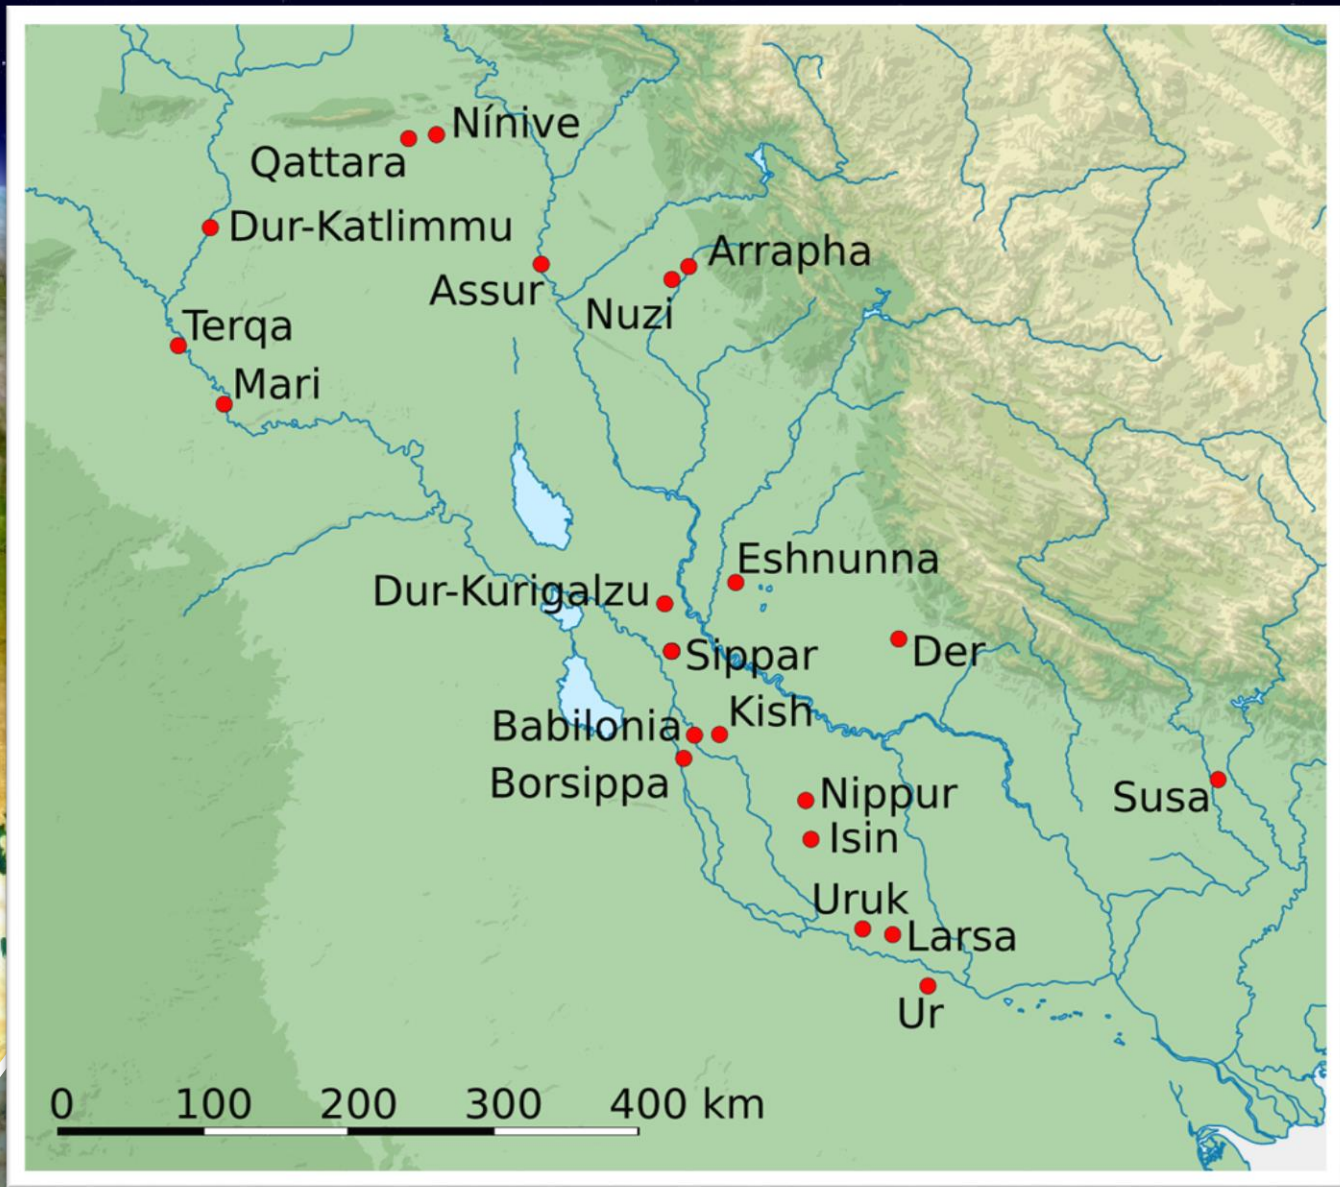 Nínive
Qattara
Dur-Katlimmu
Arrapha
Assur
Nuzi
Terqa
Mari
Eshnunna
Dur-Kurigalzu
Der
Sippar
Kish
Babilonia
Borsippa
Nippur
Susa
Isin
Uruk
Larsa
Ur
0 100 200 300 400 km